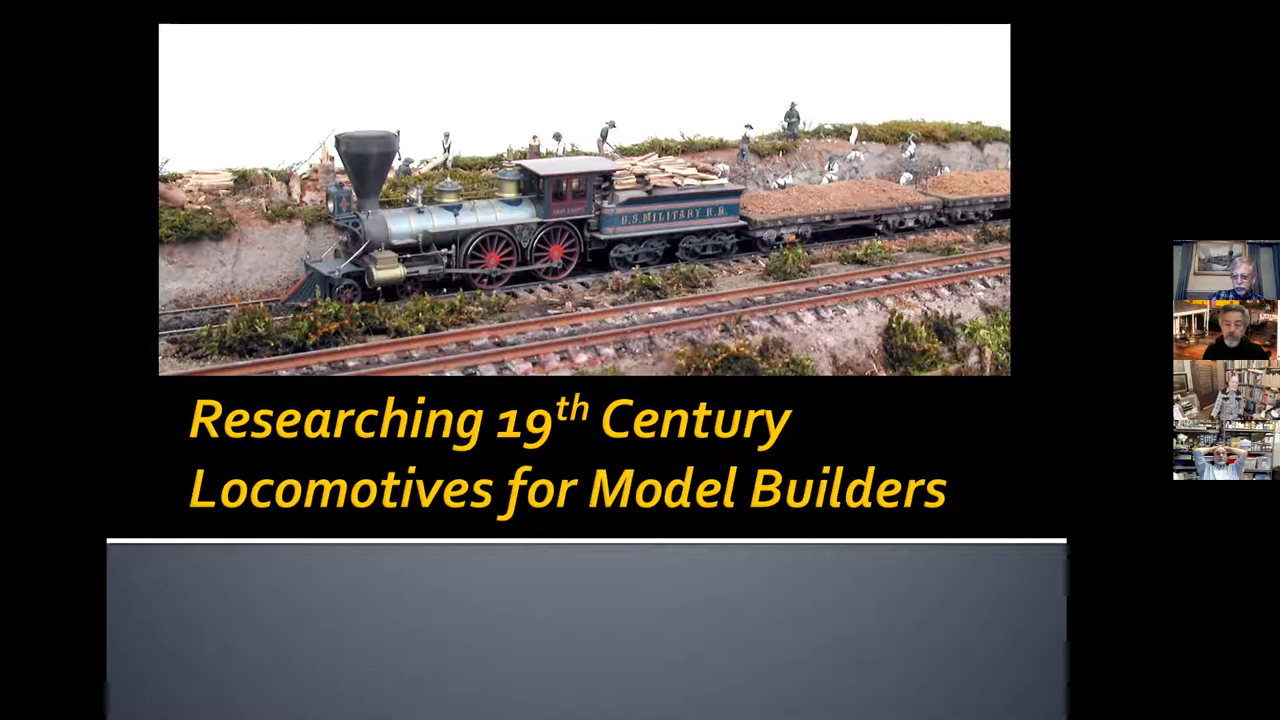 U.S.MILITARY R.R.
Researching 19th Century
Locomotives for Model Builders